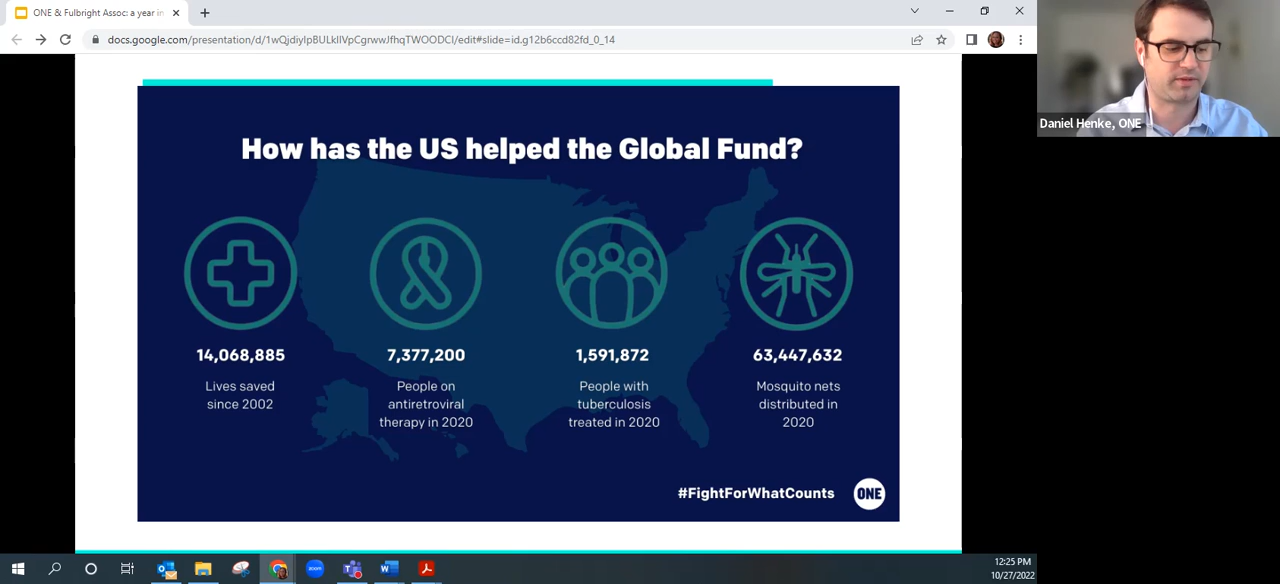 ONE & Fulbright Assoc: a year in
docs.google.com/presentation/d/1wQjdiyIpBULkIlVpCgrwwJfhqTWOODCI/edit#slide=id.g12b6ccd82fd_0_14
Daniel Henke, ONE
How has the US helped the Global Fund?
14,068,885
Lives saved
since 2002
7,377,200
People on
antiretroviral
therapy in 2020
1,591,872
People with
tuberculosis
treated in 2020
63,447,632
Mosquito nets
distributed in
2020
#FightForWhatCounts
ONE
zoom
12:25 PM
10/27/2022